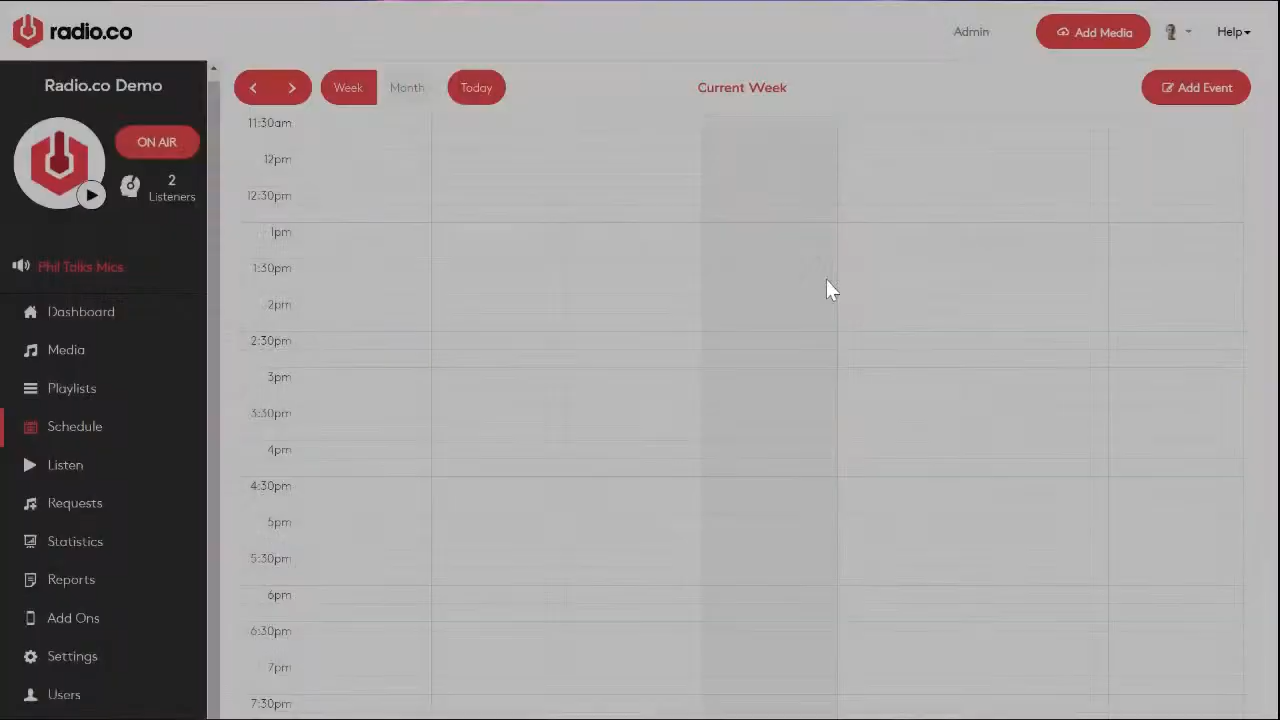 radio.co
Admin
Add Media
Help
Radio.co Demo
ON AIR
2
Listeners
Phil Talks Mics
Dashboard
Media
Playlists
Schedule
Listen
Requests
Statistics
Reports
Add Ons
Settings
Users
Week
Month
Today
Current Week
Add Event
11:30am
12pm
12:30pm
1pm
1:30pm
2pm
2:30pm
3pm
3:30pm
4pm
4:30pm
5pm
5:30pm
6pm
6:30pm
7pm
7:30pm